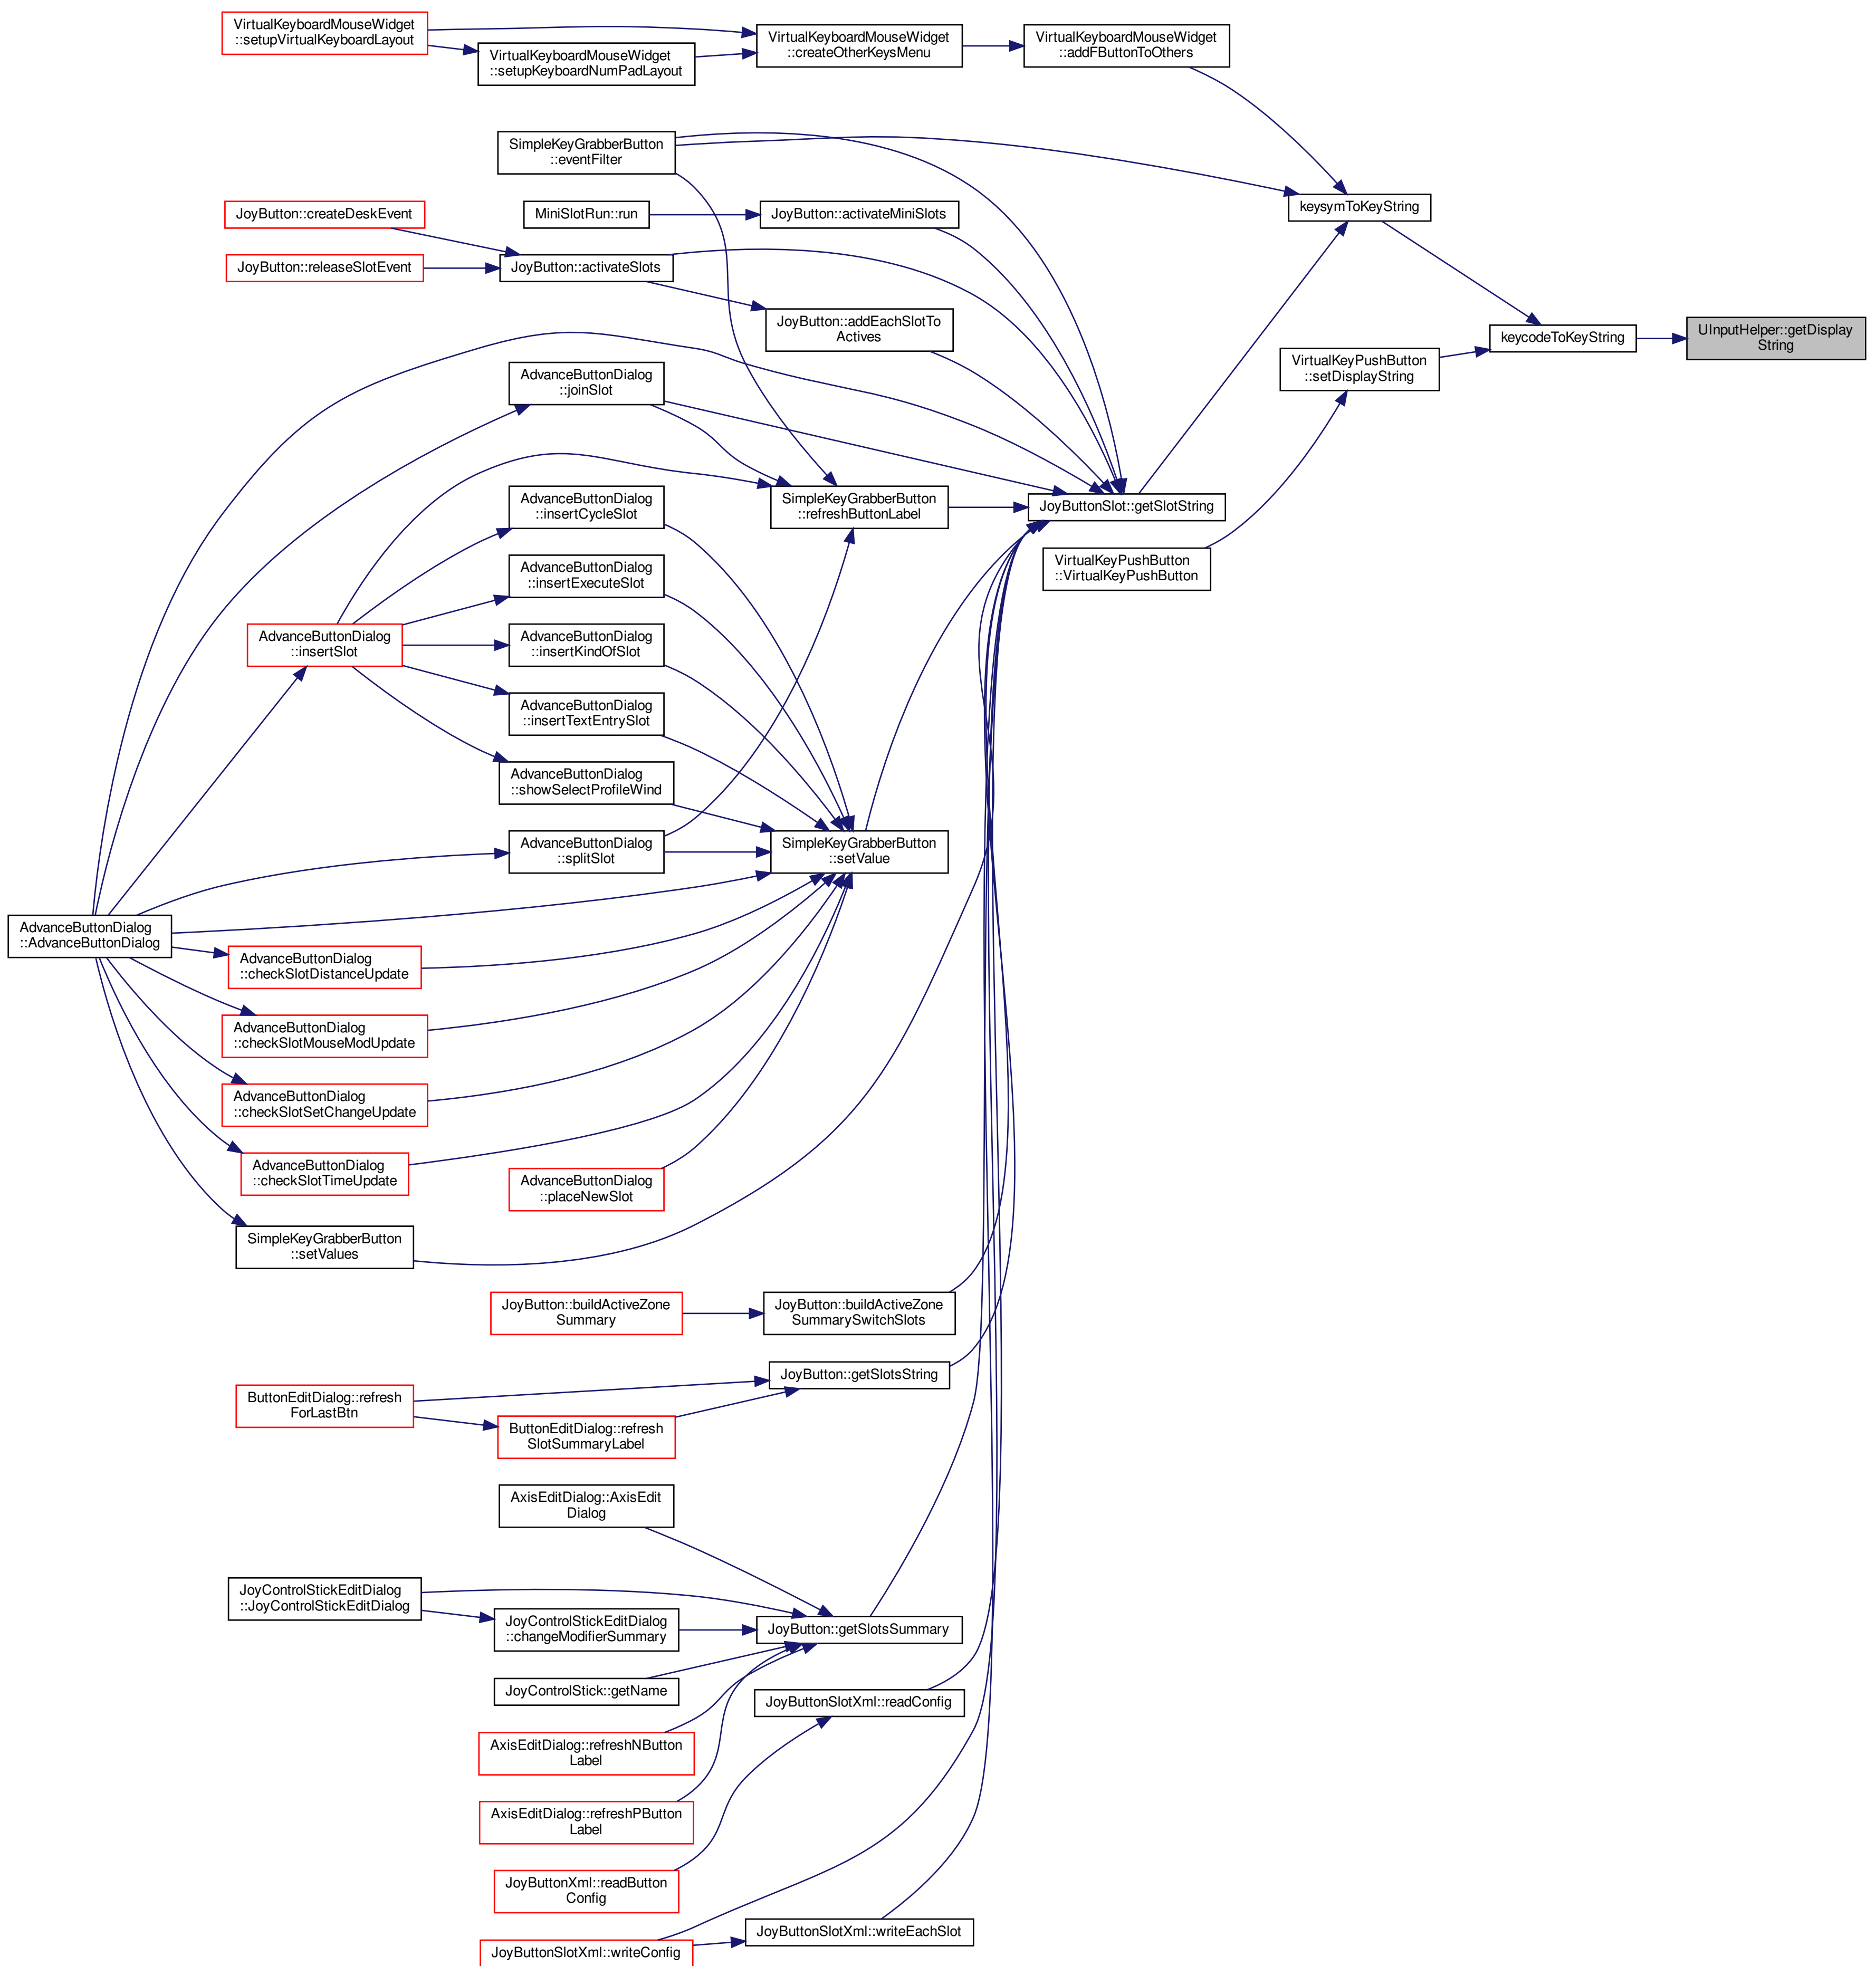 VirtualKeyboardMouseWidget
::setupVirtualKeyboardLayout
VirtualKeyboardMouseWidget
::setupKeyboardNumPadLayout
VirtualKeyboardMouseWidget
::createOtherKeysMenu
VirtualKeyboardMouseWidget
::addFButtonToOthers
SimpleKeyGrabberButton
::eventFilter
keysymToKeyString
JoyButton::createDeskEvent
MiniSlotRun::run
JoyButton::activateMiniSlots
JoyButton::releaseSlotEvent
JoyButton::activateSlots
JoyButton::addEachSlotTo
Actives
keycodeToKeyString
UInputHelper::getDisplay
String
VirtualKeyPushButton
::setDisplayString
AdvanceButtonDialog
::joinSlot
SimpleKeyGrabberButton
::refreshButtonLabel
JoyButtonSlot::getSlotString
AdvanceButtonDialog
::insertCycleSlot
VirtualKeyPushButton
::VirtualKeyPushButton
AdvanceButtonDialog
::insertExecuteSlot
AdvanceButtonDialog
::insertSlot
AdvanceButtonDialog
::insertKindOfSlot
AdvanceButtonDialog
::insertTextEntrySlot
AdvanceButtonDialog
::showSelectProfileWind
AdvanceButtonDialog
::splitSlot
SimpleKeyGrabberButton
::setValue
AdvanceButtonDialog
::AdvanceButtonDialog
AdvanceButtonDialog
::checkSlotDistanceUpdate
AdvanceButtonDialog
::checkSlotMouseModUpdate
AdvanceButtonDialog
::checkSlotSetChangeUpdate
AdvanceButtonDialog
::checkSlotTimeUpdate
AdvanceButtonDialog
::placeNewSlot
SimpleKeyGrabberButton
::setValues
JoyButton::buildActiveZone
Summary
JoyButton::buildActiveZone
SummarySwitchSlots
JoyButton::getSlotsString
ButtonEditDialog::refresh
ForLastBtn
ButtonEditDialog::refresh
SlotSummaryLabel
AxisEditDialog::AxisEdit
Dialog
JoyControlStickEditDialog
::JoyControlStickEditDialog
JoyControlStickEditDialog
::changeModifierSummary
JoyButton::getSlotsSummary
JoyControlStick::getName
JoyButtonSlotXml::readConfig
AxisEditDialog::refreshNButton
Label
AxisEditDialog::refreshPButton
Label
JoyButtonXml::readButton
Config
JoyButtonSlotXml::writeEachSlot
JoyButtonSlotXml::writeConfig